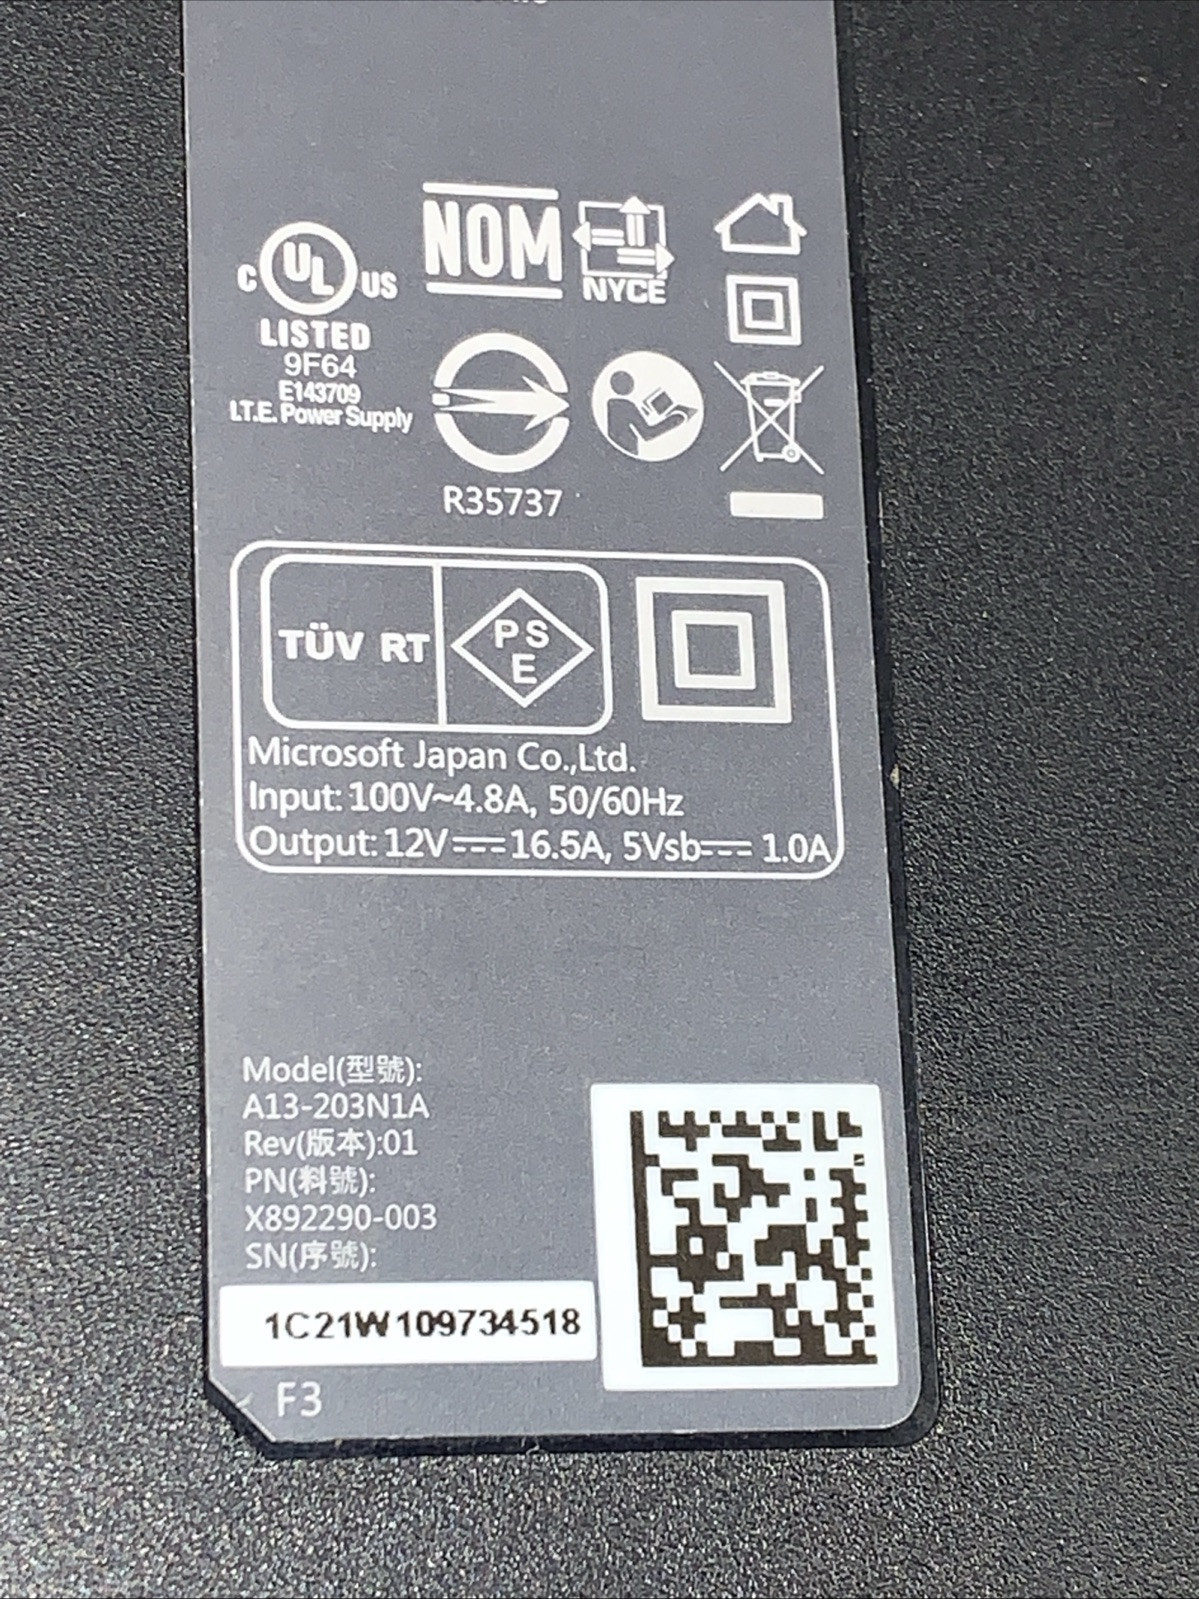 C UL US
LISTED
9F64
E143709
I.T.E. Power Supply
NOM
NYCE
R35737
TÜV RT
PS
E
Microsoft Japan Co.,Ltd.
Input: 100V~4.8A, 50/60Hz
Output: 12V⎓16.5A, 5Vsb⎓ 1.0A
Model(型號):
A13-203N1A
Rev(版本):01
PN(料號):
X892290-003
SN(序號):
1C21W109734518
F3